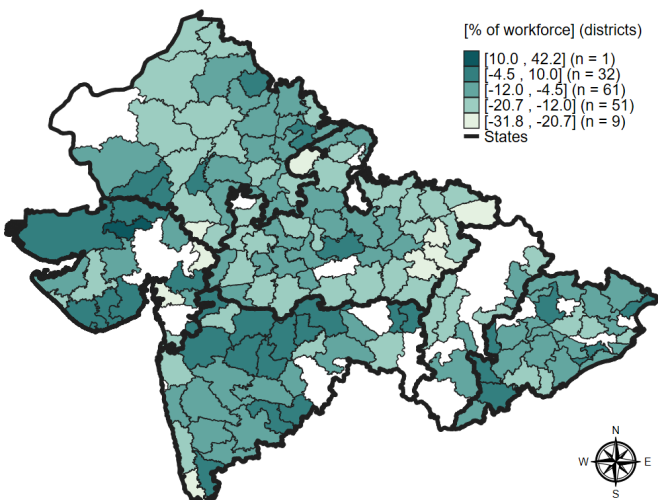 [% of workforce] (districts)
[10.0 , 42.2] (n = 1)
[-4.5 , 10.0] (n = 32)
[-12.0 , -4.5] (n = 61)
[-20.7 , -12.0] (n = 51)
[-31.8 , -20.7] (n = 9)
States
N
W E
S